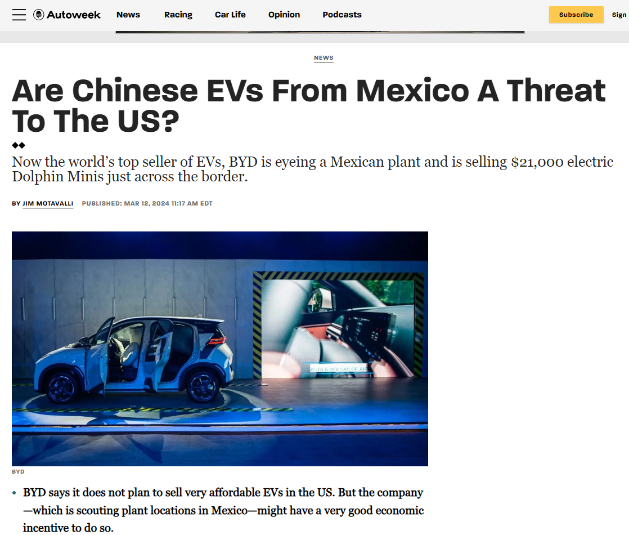 Autoweek
News
Racing
Car Life
Opinion
Podcasts
Subscribe
Sign
NEWS
Are Chinese EVs From Mexico A Threat
To The US?
Now the world’s top seller of EVs, BYD is eyeing a Mexican plant and is selling $21,000 electric
Dolphin Minis just across the border.
BY JIM MOTAVALLI PUBLISHED: MAR 12, 2024 11:17 AM EDT
BYD
• BYD says it does not plan to sell very affordable EVs in the US. But the company
—which is scouting plant locations in Mexico—might have a very good economic
incentive to do so.